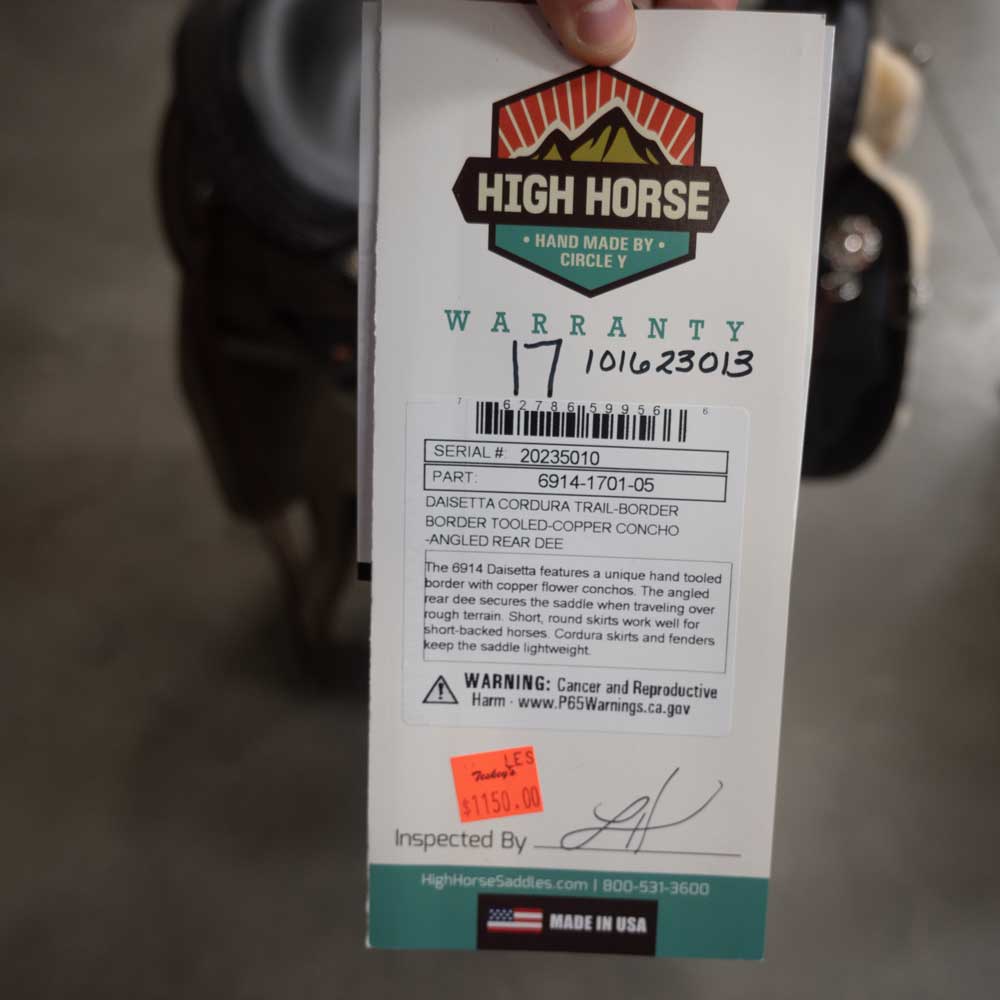 HIGH HORSE
• HAND MADE BY •
CIRCLE Y
WARRANTY
17 101623013
7 62786 59956 6
SERIAL #: 20235010
PART: 6914-1701-05
DAISETTA CORDURA TRAIL-BORDER
BORDER TOOLED-COPPER CONCHO
-ANGLED REAR DEE
The 6914 Daisetta features a unique hand tooled
border with copper flower conchos. The angled
rear dee secures the saddle when traveling over
rough terrain. Short, round skirts work well for
short-backed horses. Cordura skirts and fenders
keep the saddle lightweight.
WARNING: Cancer and Reproductive
Harm - www.P65Warnings.ca.gov
LES
Teskey's
$1150.00
Inspected By
HighHorseSaddles.com | 800-531-3600
MADE IN USA